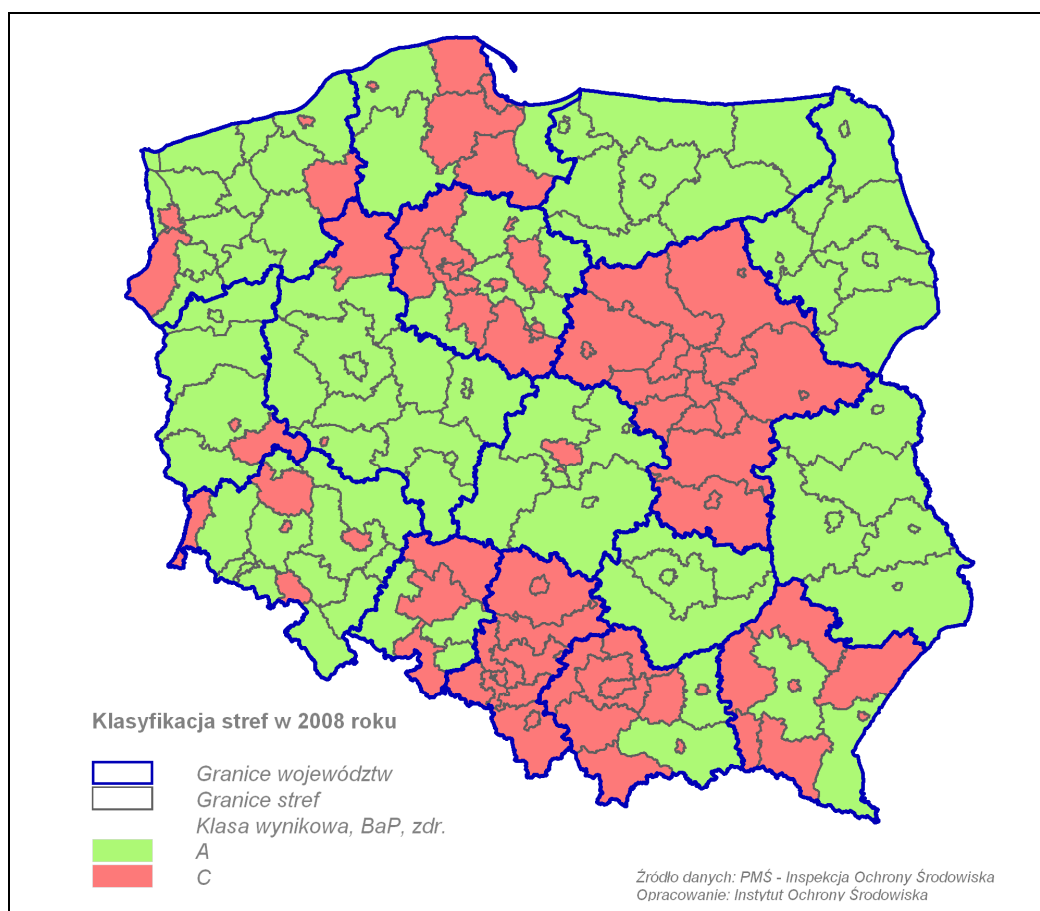 Klasyfikacja stref w 2008 roku
Granice województw
Granice stref
Klasa wynikowa, BaP, zdr.
A
C
Źródło danych: PMŚ - Inspekcja Ochrony Środowiska
Opracowanie: Instytut Ochrony Środowiska